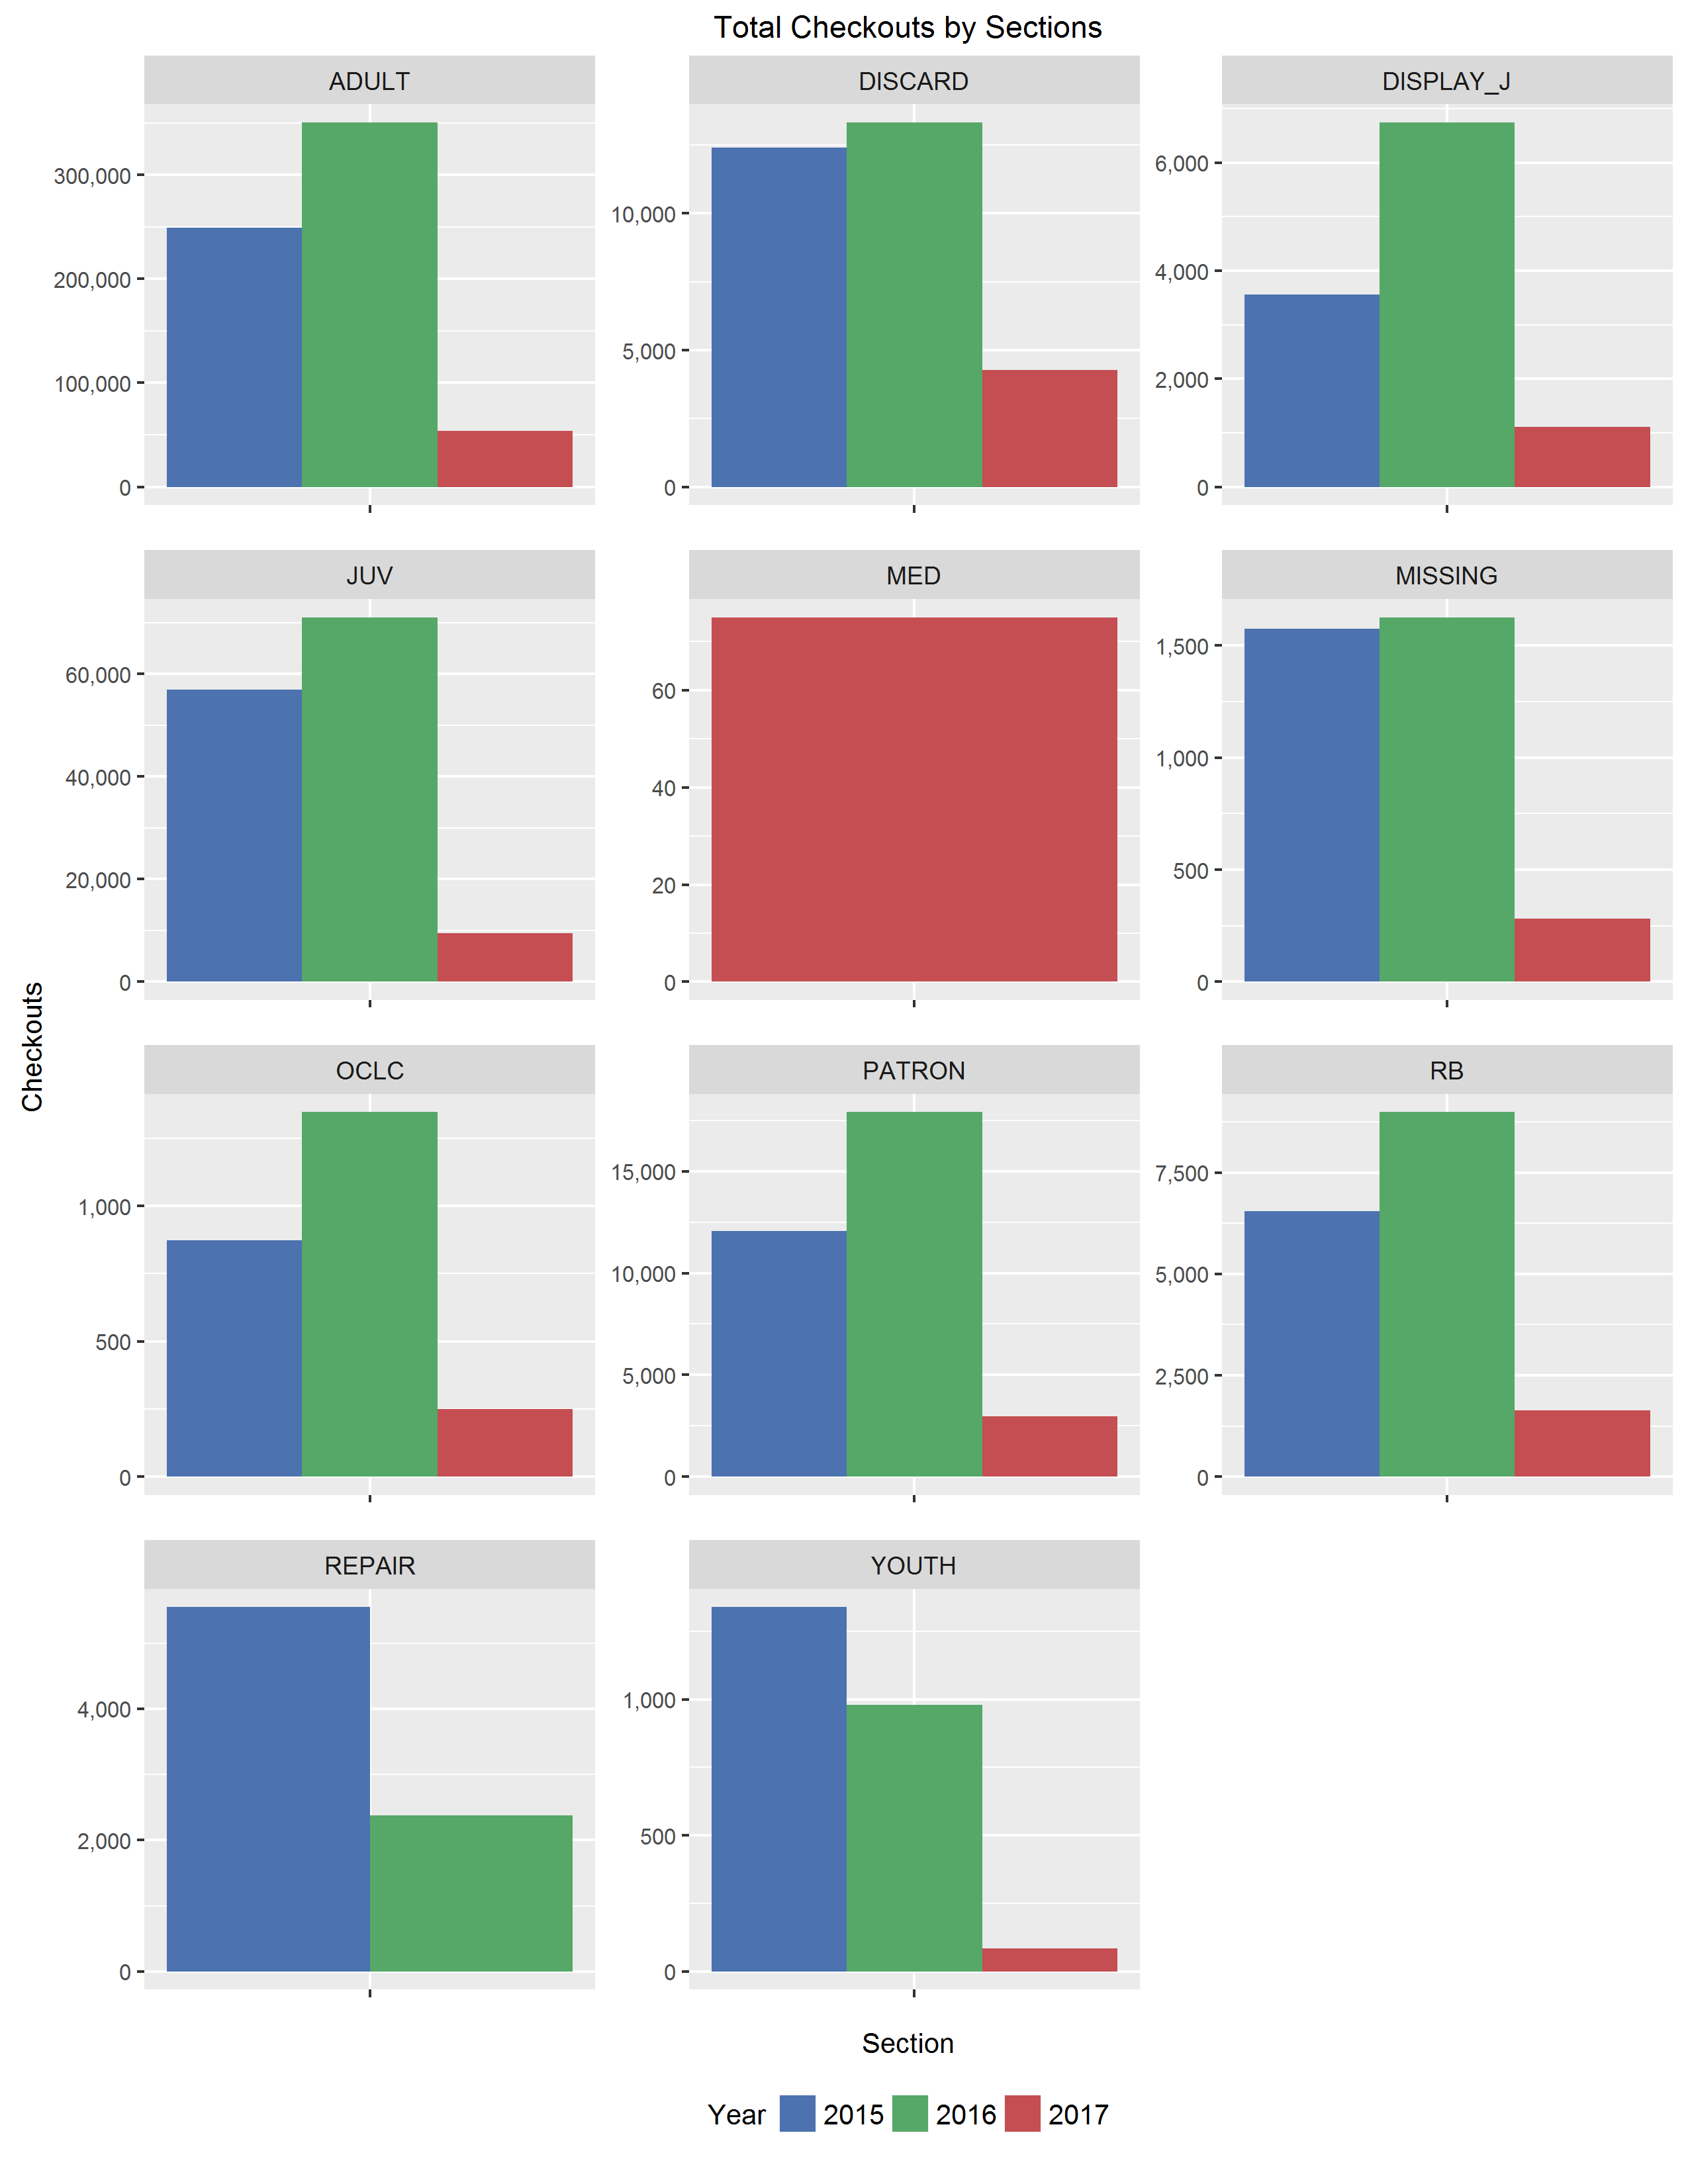 Total Checkouts by Sections
ADULT
300,000
200,000
100,000
0
DISCARD
10,000
5,000
0
DISPLAY_J
6,000
4,000
2,000
0
JUV
60,000
40,000
20,000
0
MED
60
40
20
0
MISSING
1,500
1,000
500
0
Checkouts
OCLC
1,000
500
0
PATRON
15,000
10,000
5,000
0
RB
7,500
5,000
2,500
0
REPAIR
4,000
2,000
0
YOUTH
1,000
500
0
Section
Year 2015 2016 2017